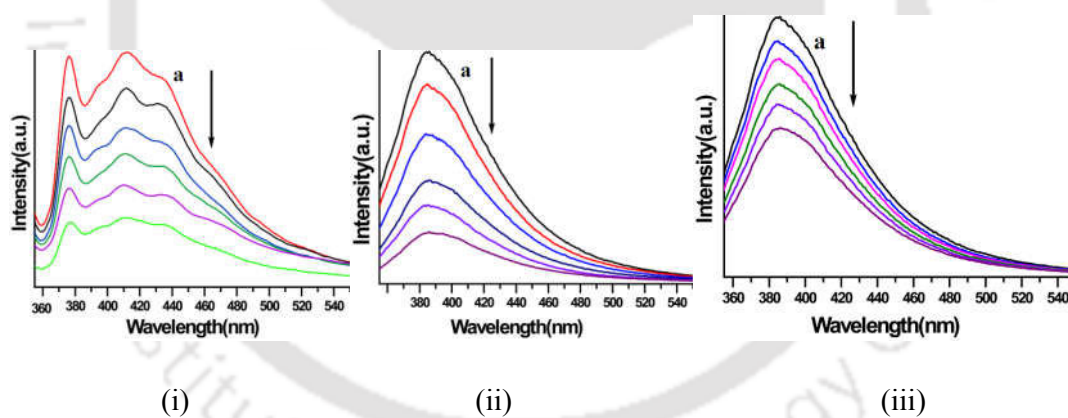 a
a
a
Intensity(a.u.)
Intensity(a.u.)
Intensity(a.u.)
360 380 400 420 440 460 480 500 520 540
380 400 420 440 460 480 500 520 540
360 380 400 420 440 460 480 500 520 540
Wavelength(nm)
Wavelength(nm)
Wavelength(nm)
(i)
(ii)
(iii)